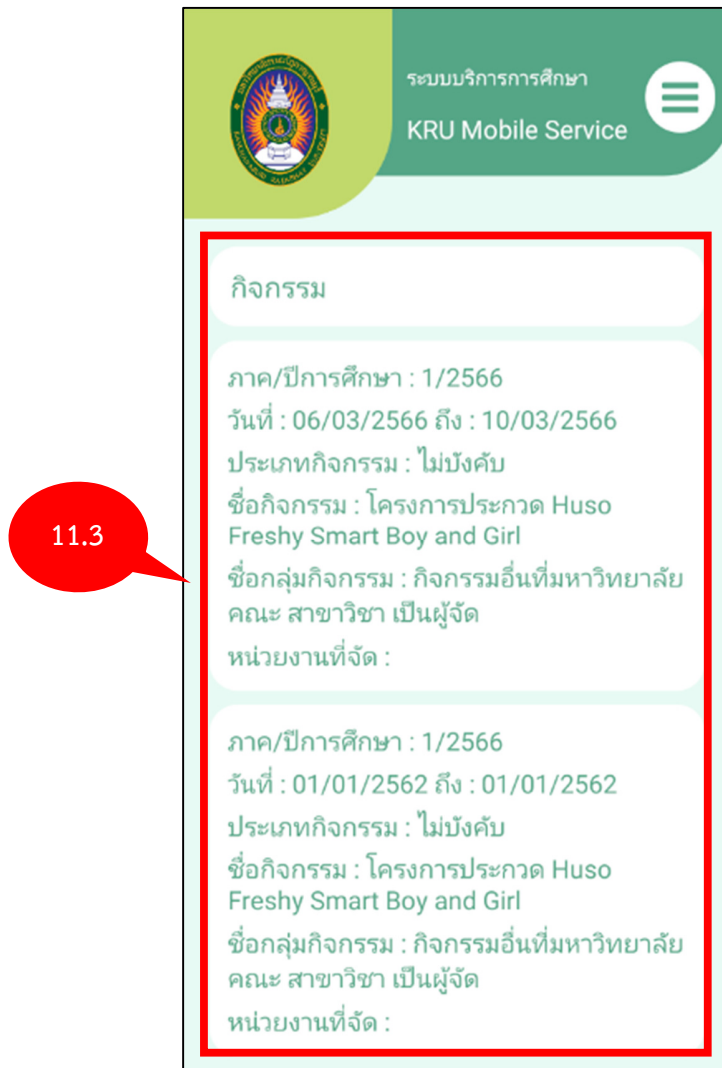 ระบบบริการการศึกษา
KRU Mobile Service
กิจกรรม
ภาค/ปีการศึกษา : 1/2566
วันที่ : 06/03/2566 ถึง : 10/03/2566
ประเภทกิจกรรม : ไม่บังคับ
ชื่อกิจกรรม : โครงการประกวด Huso
Freshy Smart Boy and Girl
ชื่อกลุ่มกิจกรรม : กิจกรรมอื่นที่มหาวิทยาลัย
คณะ สาขาวิชา เป็นผู้จัด
หน่วยงานที่จัด :
11.3
ภาค/ปีการศึกษา : 1/2566
วันที่ : 01/01/2562 ถึง : 01/01/2562
ประเภทกิจกรรม : ไม่บังคับ
ชื่อกิจกรรม : โครงการประกวด Huso
Freshy Smart Boy and Girl
ชื่อกลุ่มกิจกรรม : กิจกรรมอื่นที่มหาวิทยาลัย
คณะ สาขาวิชา เป็นผู้จัด
หน่วยงานที่จัด :